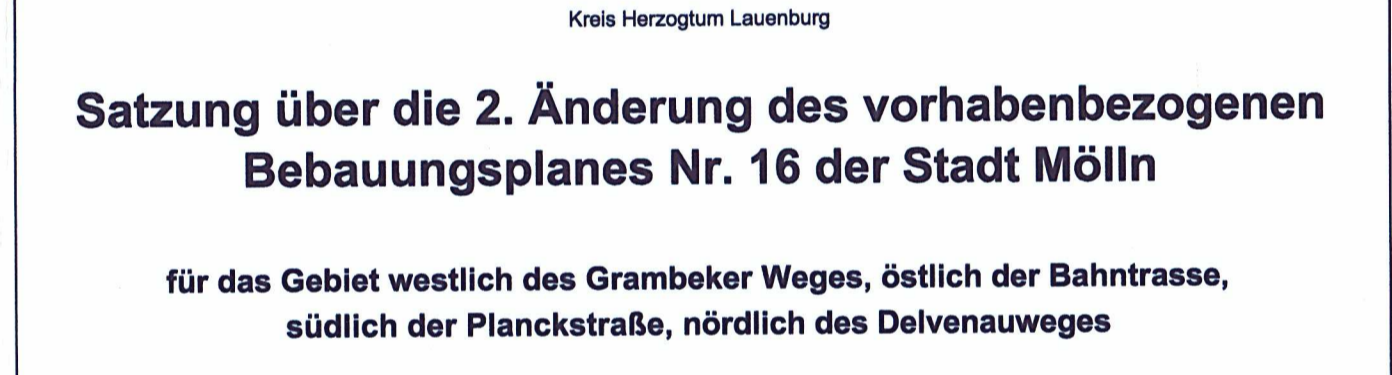 Kreis Herzogtum Lauenburg
Satzung über die 2. Änderung des vorhabenbezogenen
Bebauungsplanes Nr. 16 der Stadt Mölln
für das Gebiet westlich des Grambeker Weges, östlich der Bahntrasse,
südlich der Planckstraße, nördlich des Delvenauweges